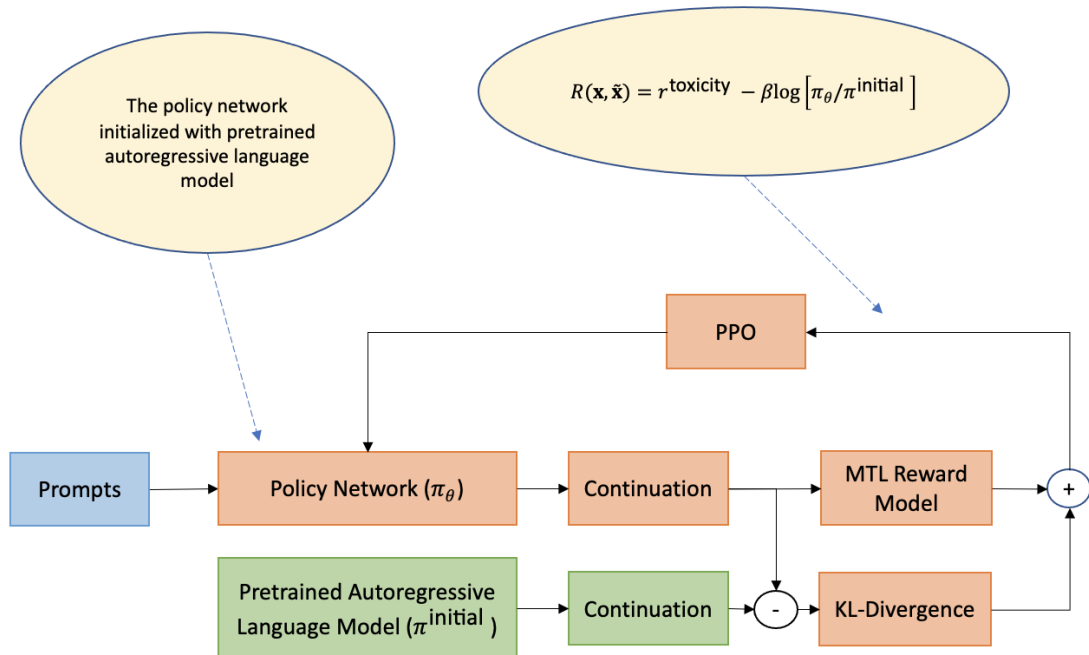 The policy network
initialized with pretrained
autoregressive language
model
R(x, x̃) = r^toxicity − βlog[π_θ/π^initial]
PPO
Prompts
Policy Network (π_θ)
Continuation
MTL Reward
Model
+
Pretrained Autoregressive
Language Model (π^initial)
Continuation
-
KL-Divergence